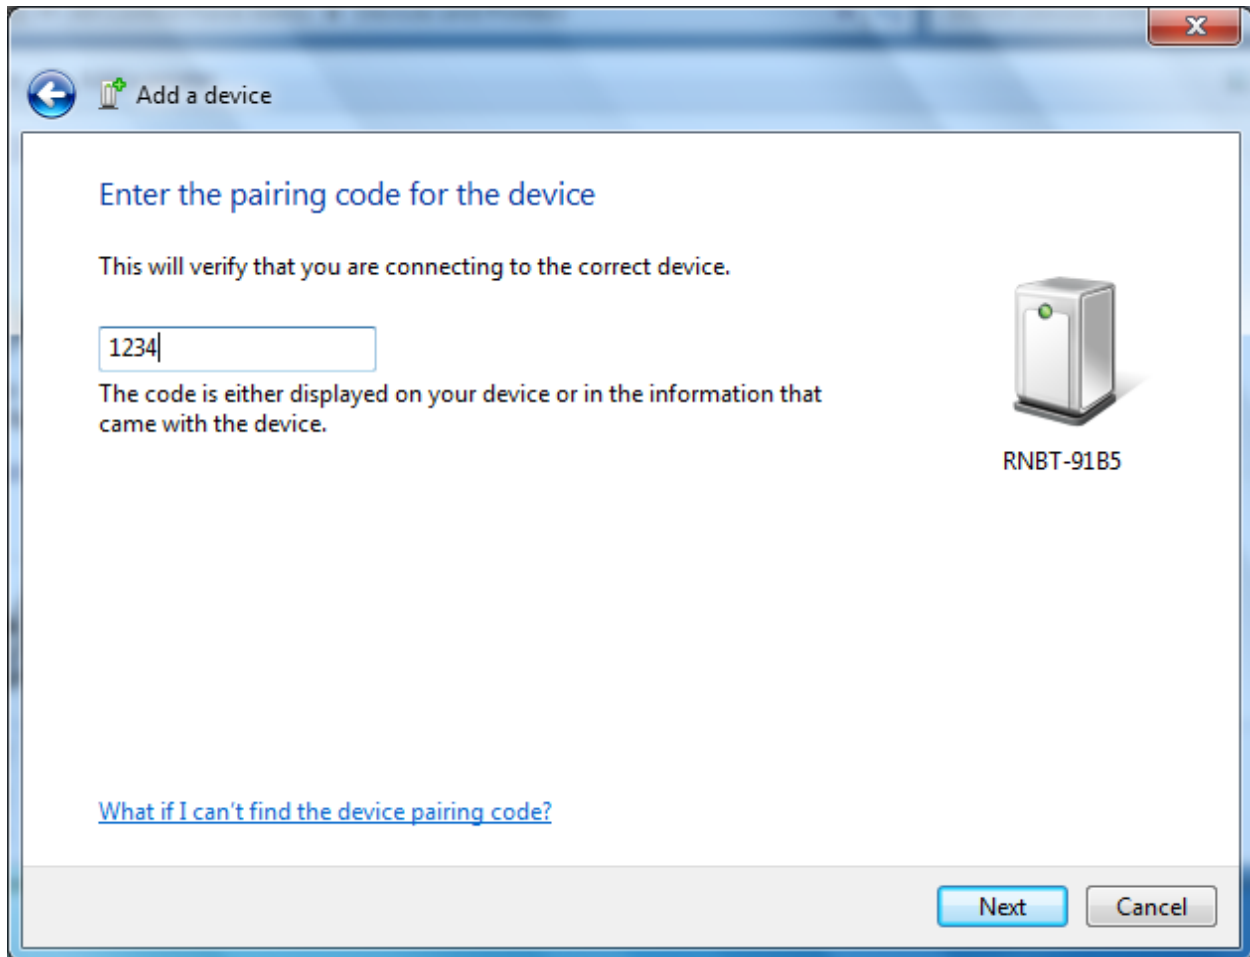 Add a device
Enter the pairing code for the device
This will verify that you are connecting to the correct device.
1234
The code is either displayed on your device or in the information that
came with the device.
RNBT-91B5
What if I can't find the device pairing code?
Next
Cancel